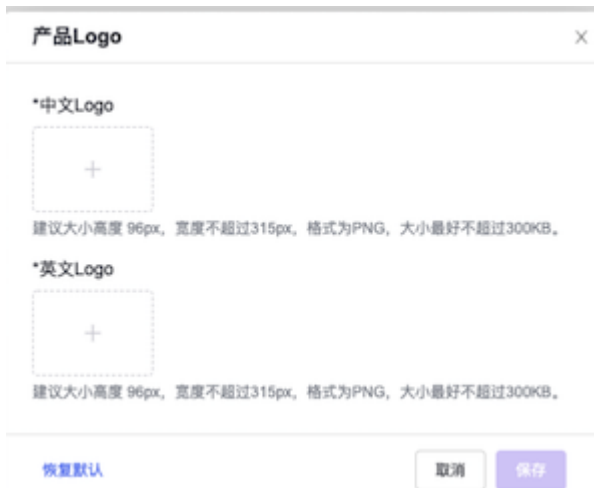 产品Logo
*中文Logo
建议大小高度 96px，宽度不超过315px，格式为PNG，大小最好不超过300KB。
*英文Logo
建议大小高度 96px，宽度不超过315px，格式为PNG，大小最好不超过300KB。
恢复默认 取消 保存